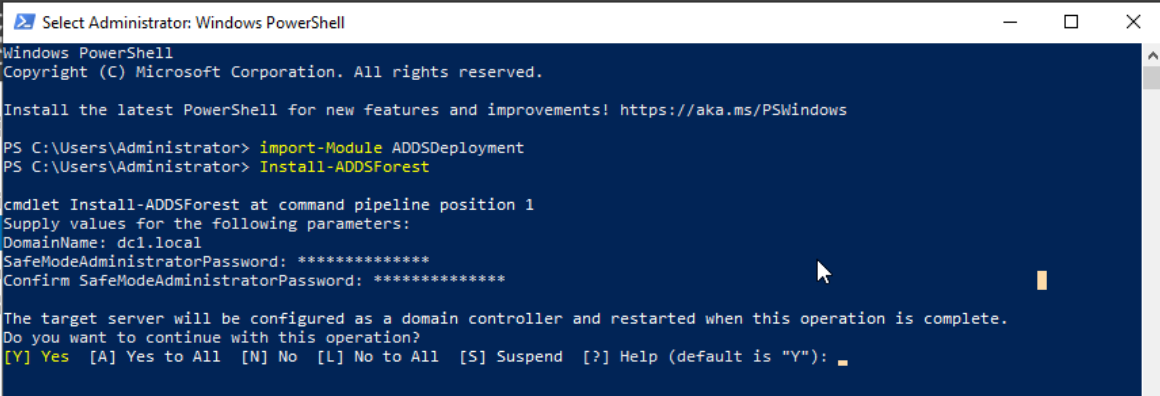 Select Administrator: Windows PowerShell
Windows PowerShell
Copyright (C) Microsoft Corporation. All rights reserved.
Install the latest PowerShell for new features and improvements! https://aka.ms/PSWindows
PS C:\Users\Administrator> import-Module ADDSDeployment
PS C:\Users\Administrator> Install-ADDSForest
cmdlet Install-ADDSForest at command pipeline position 1
Supply values for the following parameters:
DomainName: dc1.local
SafeModeAdministratorPassword: **************
Confirm SafeModeAdministratorPassword: **************
The target server will be configured as a domain controller and restarted when this operation is complete.
Do you want to continue with this operation?
[Y] Yes  [A] Yes to All  [N] No  [L] No to All  [S] Suspend  [?] Help (default is "Y"):